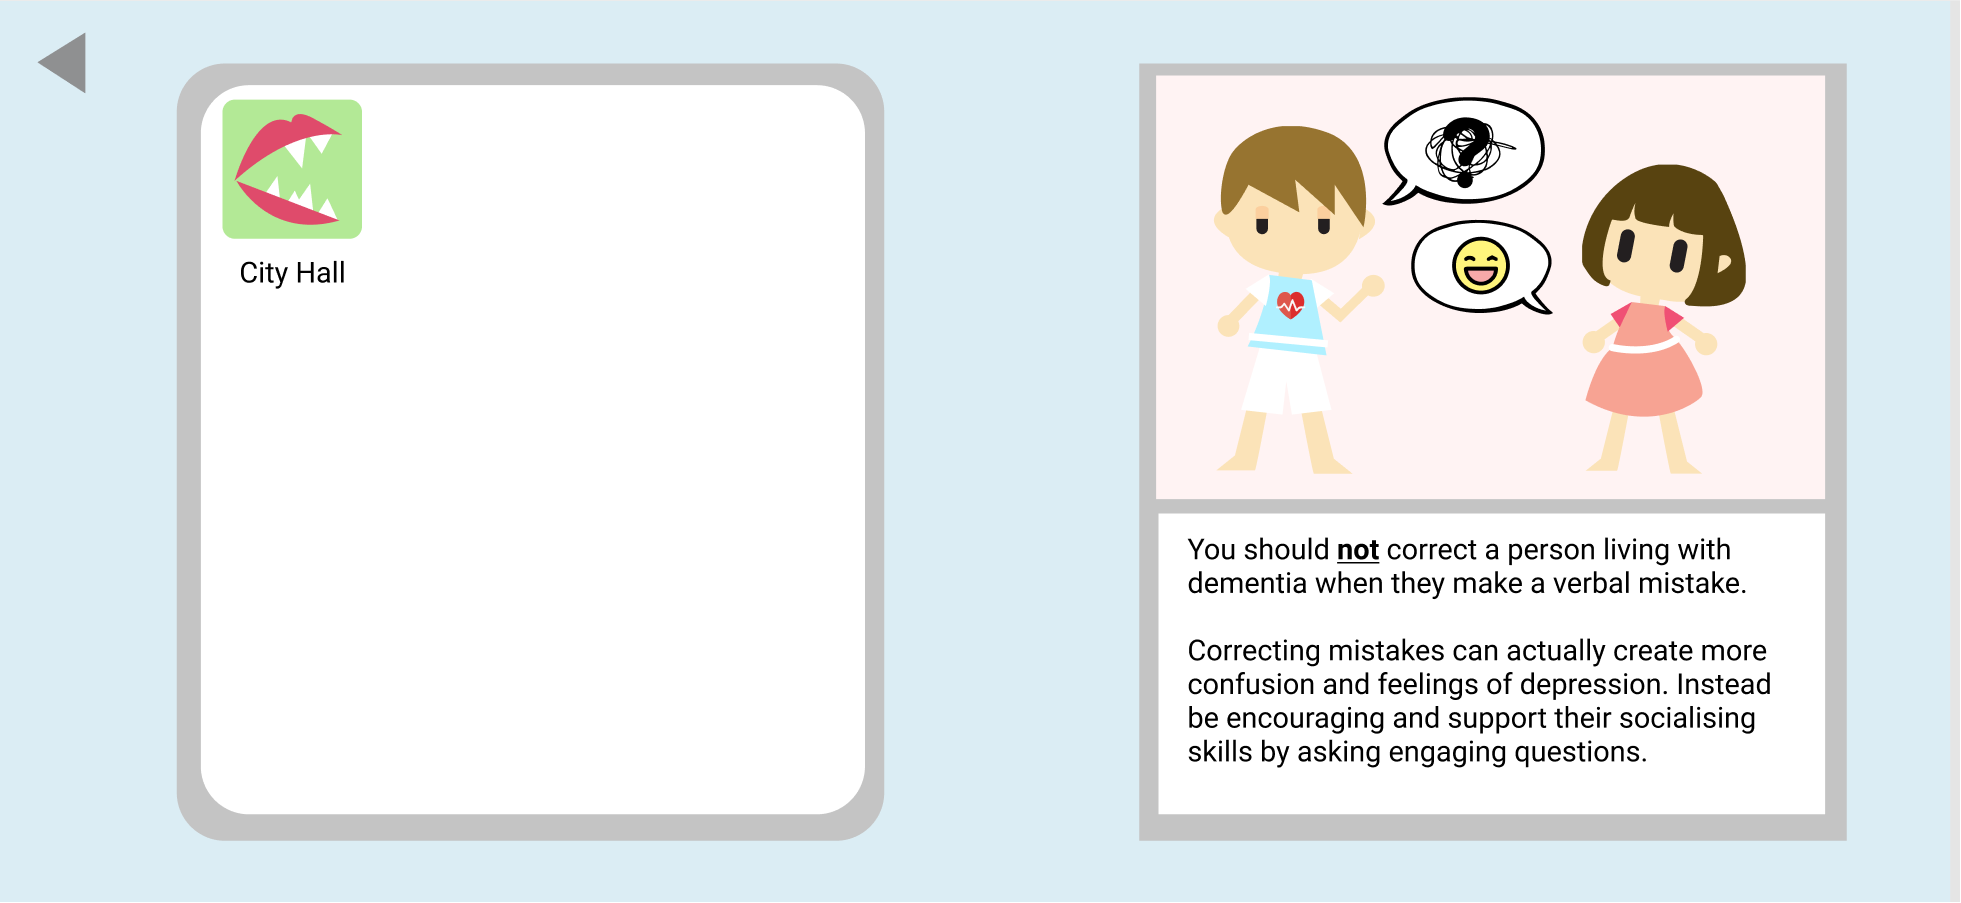 City Hall
You should not correct a person living with
dementia when they make a verbal mistake.
Correcting mistakes can actually create more
confusion and feelings of depression. Instead
be encouraging and support their socialising
skills by asking engaging questions.